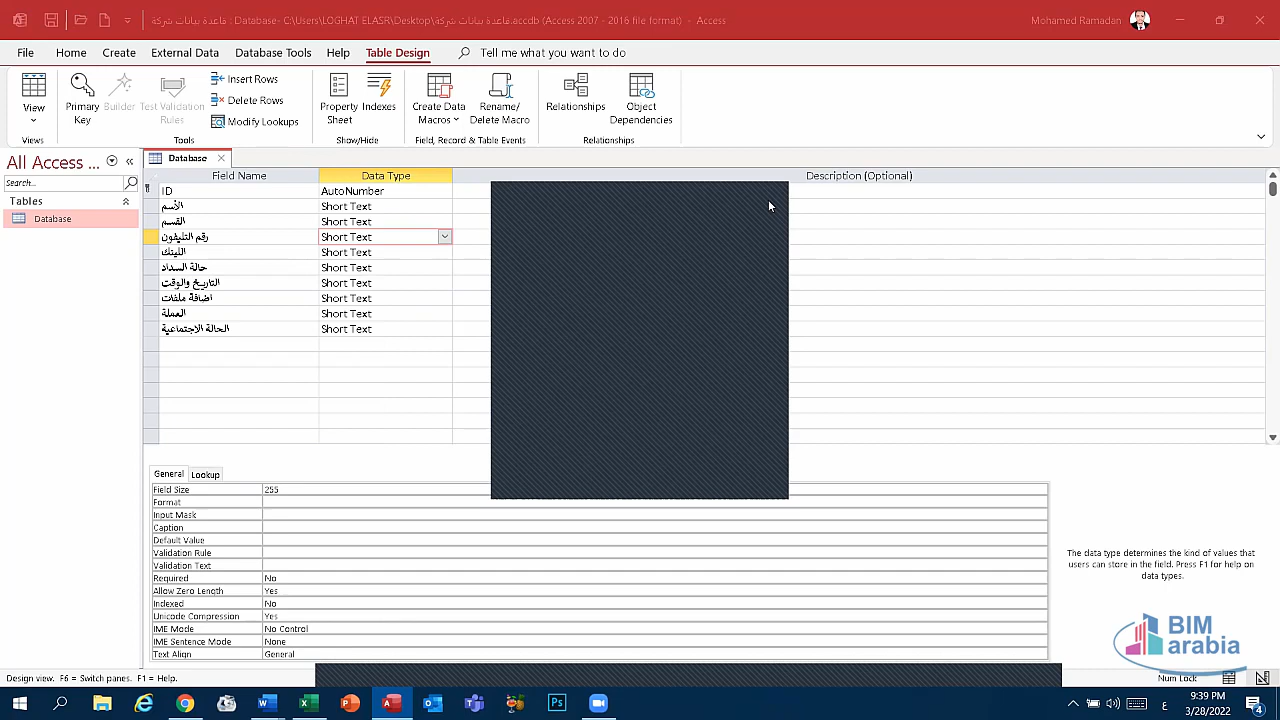 قاعدة بيانات شركة : Database- C:\Users\LOGHAT ELASR\Desktop\قاعدة بيانات شركة.accdb (Access 2007 - 2016 file format) - Access
Mohamed Ramadan
File Home Create External Data Database Tools Help Table Design Tell me what you want to do
View
Primary Key
Builder
Test Validation Rules
Insert Rows
Delete Rows
Modify Lookups
Property Sheet
Indexes
Create Data Macros
Rename/ Delete Macro
Relationships
Object Dependencies
Views Tools Show/Hide Field, Record & Table Events Relationships
All Access ...
Search...
Tables
Database
Database
Field Name Data Type Description (Optional)
ID AutoNumber
الأسم Short Text
القسم Short Text
رقم التليفون Short Text
اللينك Short Text
حالة السداد Short Text
التاريخ والوقت Short Text
اضافة ملفات Short Text
العملة Short Text
الحالة الاجتماعية Short Text
General Lookup
Field Size 255
Format
Input Mask
Caption
Default Value
Validation Rule
Validation Text
Required No
Allow Zero Length Yes
Indexed No
Unicode Compression Yes
IME Mode No Control
IME Sentence Mode None
Text Align General
The data type determines the kind of values that
users can store in the field. Press F1 for help on
data types.
BIM
arabia
Design view. F6 = Switch panes. F1 = Help.
Num Lock
9:39 PM
3/28/2022
ع
4